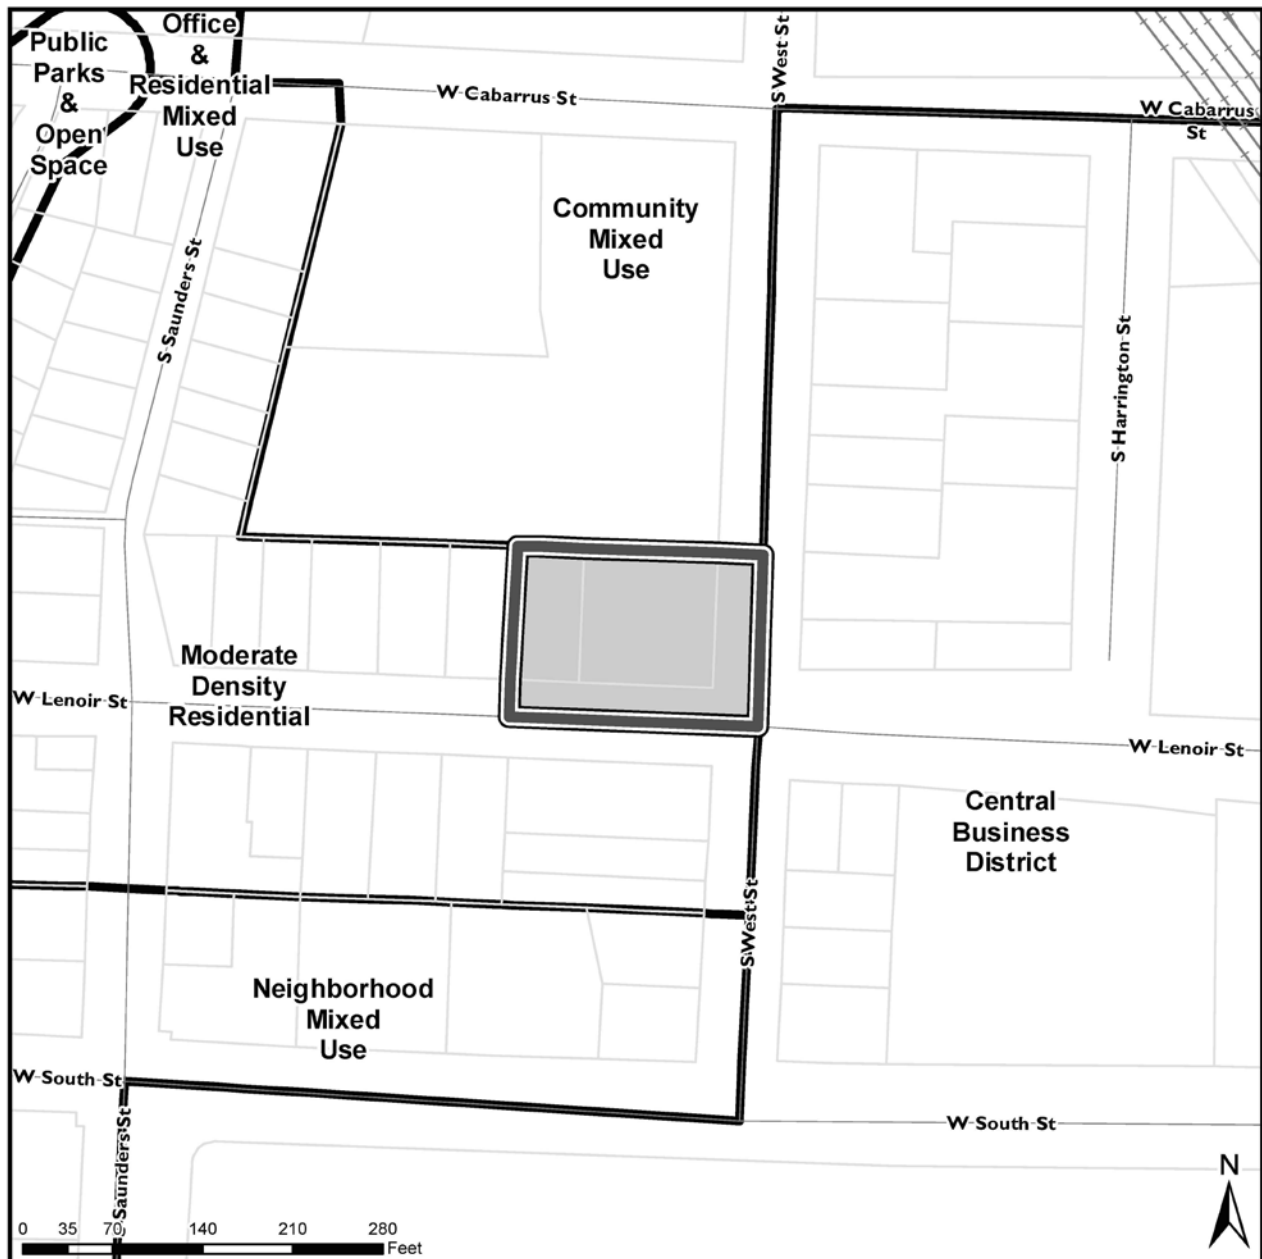 Public
Parks
&
Open
Space
Office
&
Residential
Mixed
Use
W Cabarrus St
S West St
W Cabarrus
St
Community
Mixed
Use
S Saunders St
S Harrington St
Moderate
Density
Residential
W Lenoir St
W Lenoir St
Central
Business
District
S West St
Neighborhood
Mixed
Use
W South St
W South St
S Saunders St
N
0 35 70 140 210 280
Feet